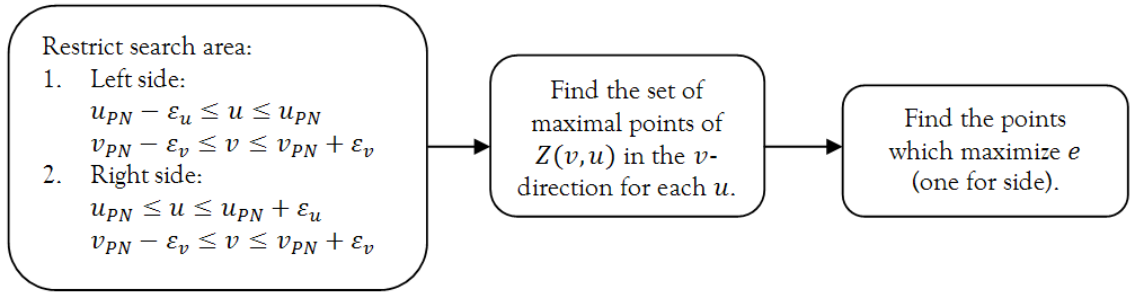 Restrict search area:
1. Left side:
u_PN − ε_u ≤ u ≤ u_PN
v_PN − ε_v ≤ v ≤ v_PN + ε_v
2. Right side:
u_PN ≤ u ≤ u_PN + ε_u
v_PN − ε_v ≤ v ≤ v_PN + ε_v
Find the set of
maximal points of
Z(v,u) in the v-
direction for each u.
Find the points
which maximize e
(one for side).